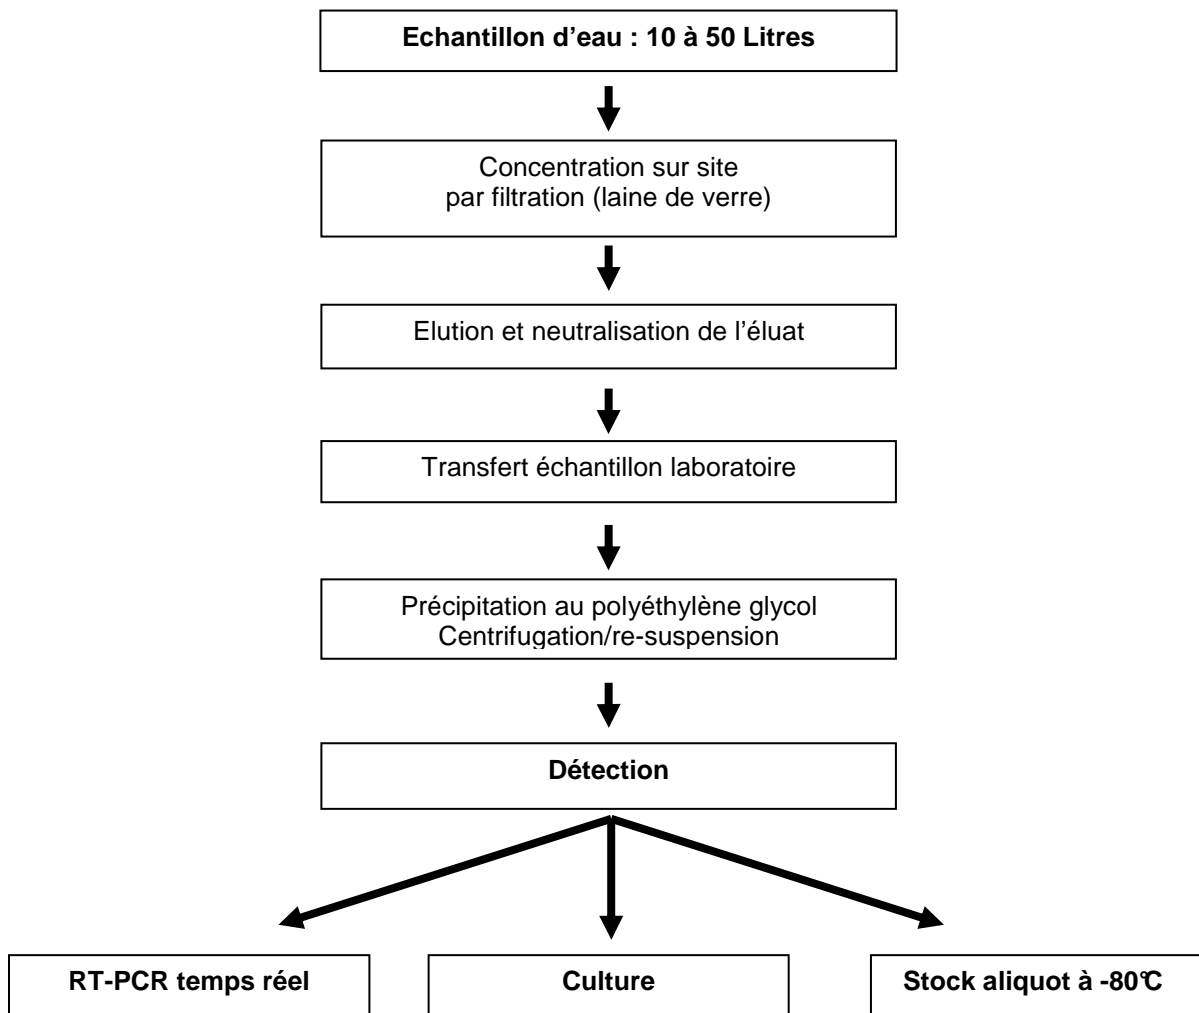 Echantillon d'eau : 10 à 50 Litres
Concentration sur site
par filtration (laine de verre)
Elution et neutralisation de l'éluat
Transfert échantillon laboratoire
Précipitation au polyéthylène glycol
Centrifugation/re-suspension
Détection
RT-PCR temps réel
Culture
Stock aliquot à -80°C